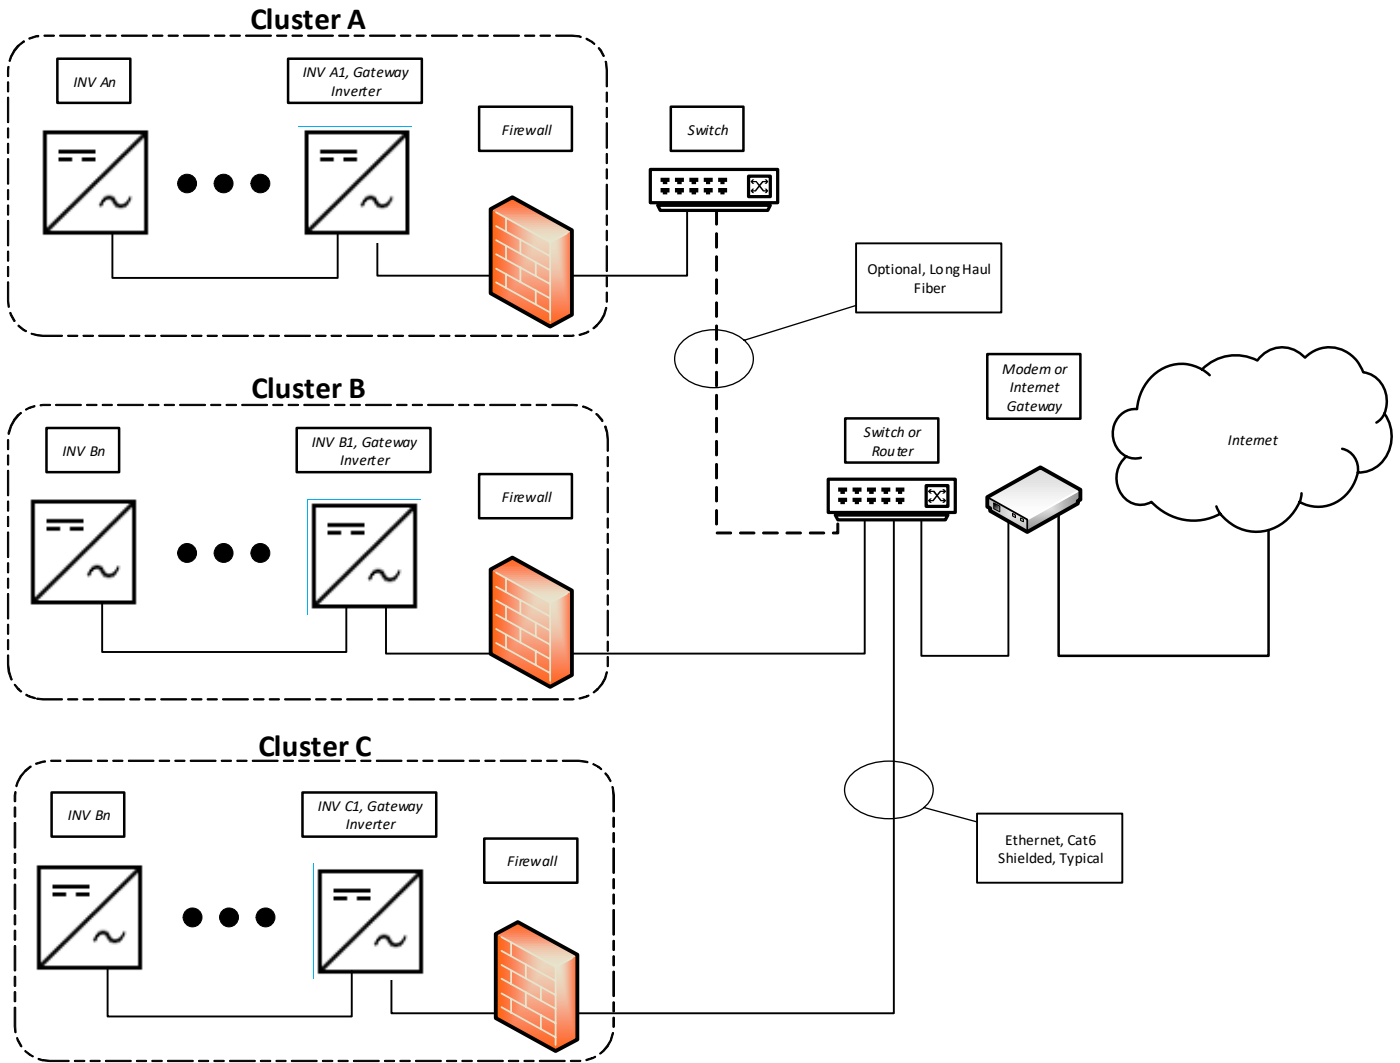 Cluster A
INV An
INV A1, Gateway
Inverter
Firewall
Switch
Optional, Long Haul
Fiber
Cluster B
INV Bn
INV B1, Gateway
Inverter
Firewall
Switch or
Router
Modem or
Internet
Gateway
Internet
Cluster C
INV Bn
INV C1, Gateway
Inverter
Firewall
Ethernet, Cat6
Shielded, Typical